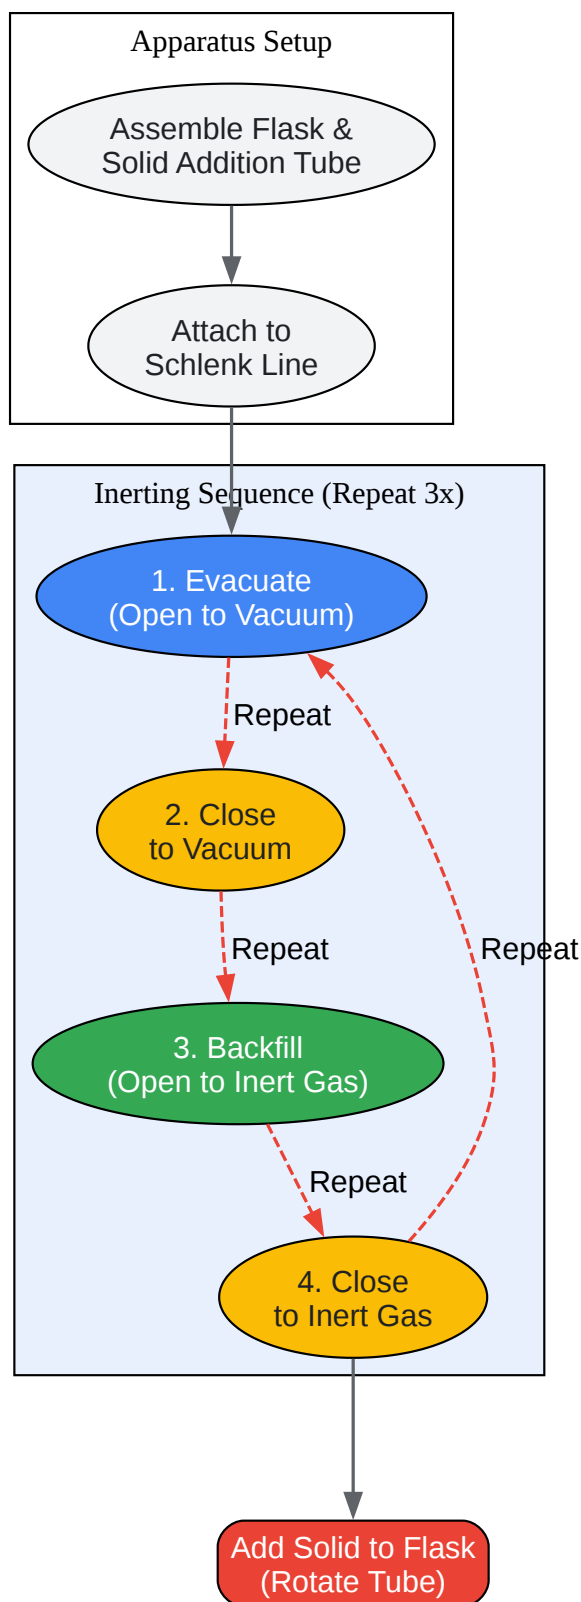 Apparatus Setup
Assemble Flask &
Solid Addition Tube
Attach to
Schlenk Line
Inerting Sequence (Repeat 3x)
1. Evacuate
(Open to Vacuum)
Repeat
2. Close
to Vacuum
Repeat
Repeat
3. Backfill
(Open to Inert Gas)
Repeat
4. Close
to Inert Gas
Add Solid to Flask
(Rotate Tube)